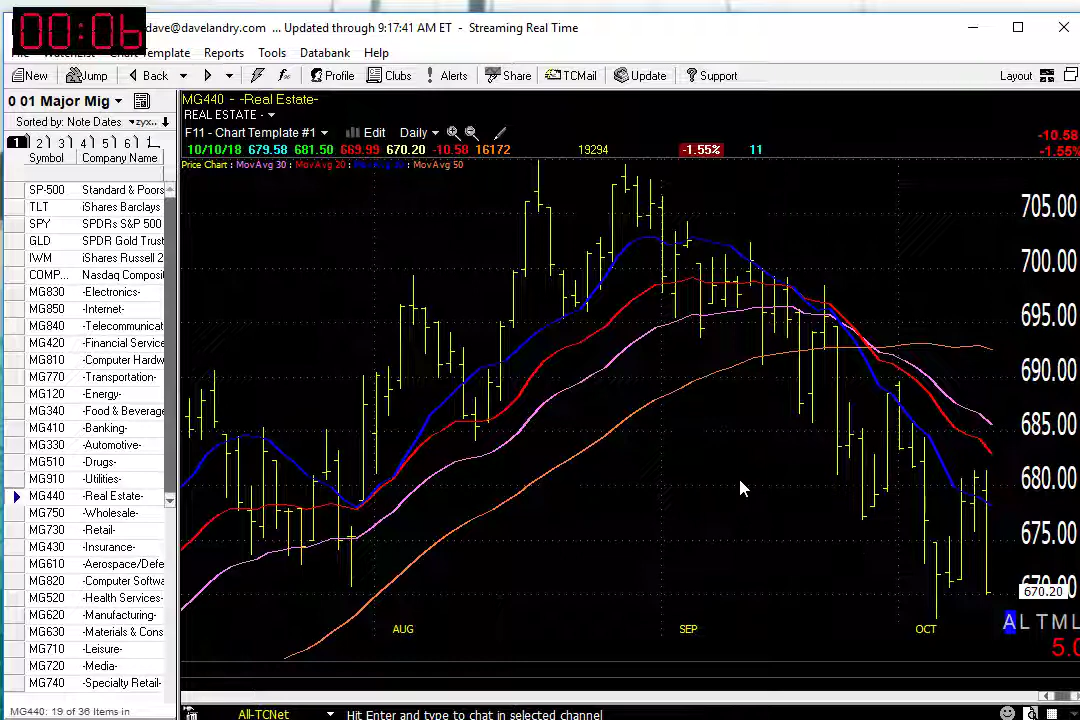 00:06
dave@davelandry.com ... Updated through 9:17:41 AM ET - Streaming Real Time
Template Reports Tools Databank Help
New Jump Back Profile Clubs Alerts Share TCMail Update Support Layout
0 01 Major Mig
Sorted by: Note Dates zyx..
1 2 3 4 5 6
Symbol Company Name
SP-500 Standard & Poors
TLT iShares Barclays
SPY SPDRs S&P 500
GLD SPDR Gold Trust
IWM iShares Russell 2
COMP... Nasdaq Composit
MG830 -Electronics-
MG850 -Internet-
MG840 -Telecommunicat
MG420 -Financial Service
MG810 -Computer Hardw
MG770 -Transportation-
MG120 -Energy-
MG340 -Food & Beverage
MG410 -Banking-
MG330 -Automotive-
MG510 -Drugs-
MG910 -Utilities-
MG440 -Real Estate-
MG750 -Wholesale-
MG730 -Retail-
MG430 -Insurance-
MG610 -Aerospace/Defe
MG820 -Computer Softwa
MG520 -Health Services-
MG620 -Manufacturing-
MG630 -Materials & Cons
MG710 -Leisure-
MG720 -Media-
MG740 -Specialty Retail-
MG440: 19 of 36 Items in
MG440 - -Real Estate-
REAL ESTATE -
F11 - Chart Template #1 Edit Daily
10/10/18 679.58 681.50 669.99 670.20 -10.58 16172 19294 -1.55% 11
-10.58
-1.55%
Price Chart : MovAvg 30 : MovAvg 20 : MovAvg : MovAvg 50
705.00
700.00
695.00
690.00
685.00
680.00
675.00
670.20
AUG SEP OCT
A L T M L
5.0
All-TCNet Hit Enter and type to chat in selected channel